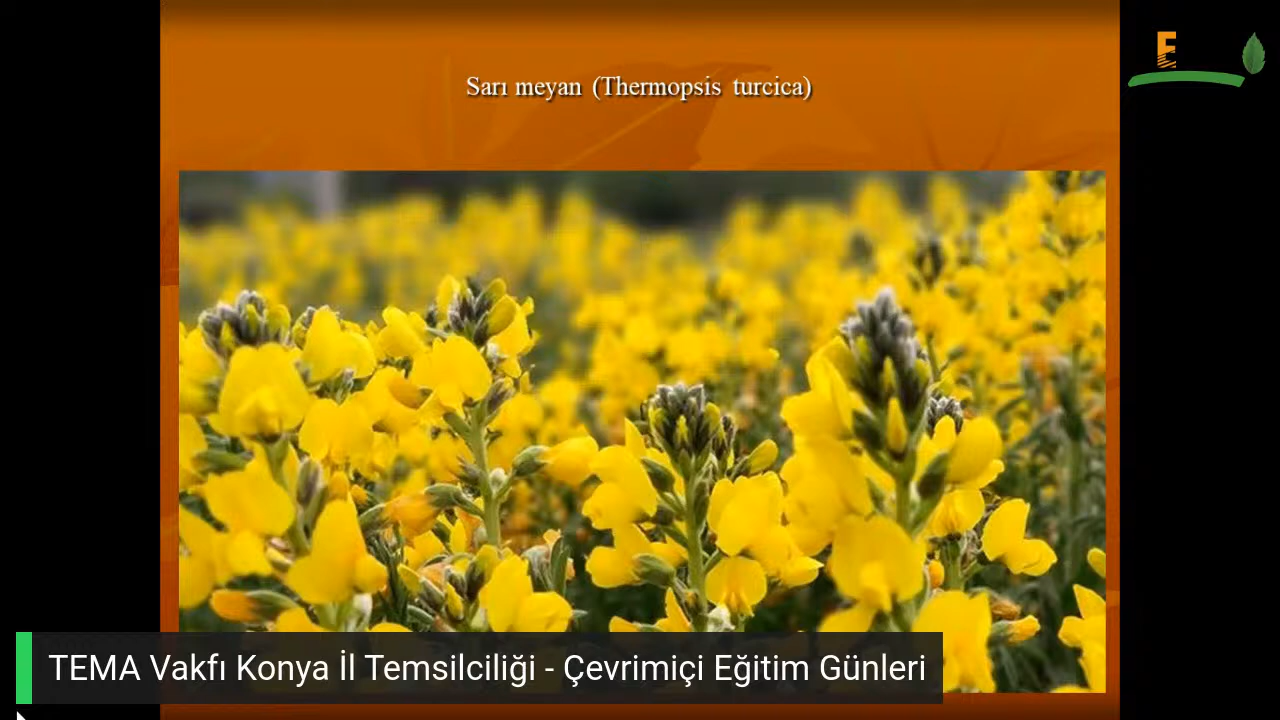 Sarı meyan (Thermopsis turcica)
E
TEMA Vakfı Konya İl Temsilciliği - Çevrimiçi Eğitim Günleri